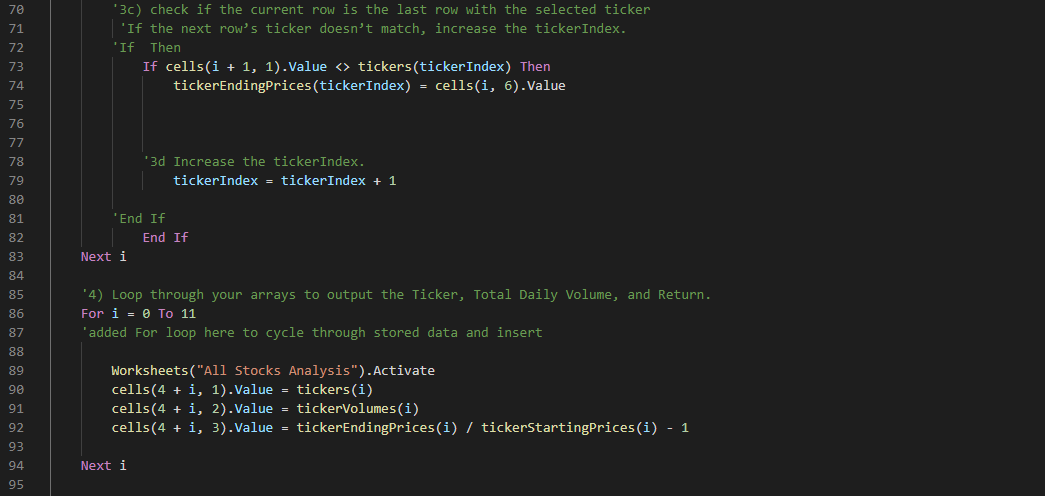 70 '3c) check if the current row is the last row with the selected ticker
71 'If the next row’s ticker doesn’t match, increase the tickerIndex.
72 'If  Then
73 If cells(i + 1, 1).Value <> tickers(tickerIndex) Then
74 tickerEndingPrices(tickerIndex) = cells(i, 6).Value
75
76
77
78 '3d Increase the tickerIndex.
79 tickerIndex = tickerIndex + 1
80
81 'End If
82 End If
83 Next i
84
85 '4) Loop through your arrays to output the Ticker, Total Daily Volume, and Return.
86 For i = 0 To 11
87 'added For loop here to cycle through stored data and insert
88
89 Worksheets("All Stocks Analysis").Activate
90 cells(4 + i, 1).Value = tickers(i)
91 cells(4 + i, 2).Value = tickerVolumes(i)
92 cells(4 + i, 3).Value = tickerEndingPrices(i) / tickerStartingPrices(i) - 1
93
94 Next i
95